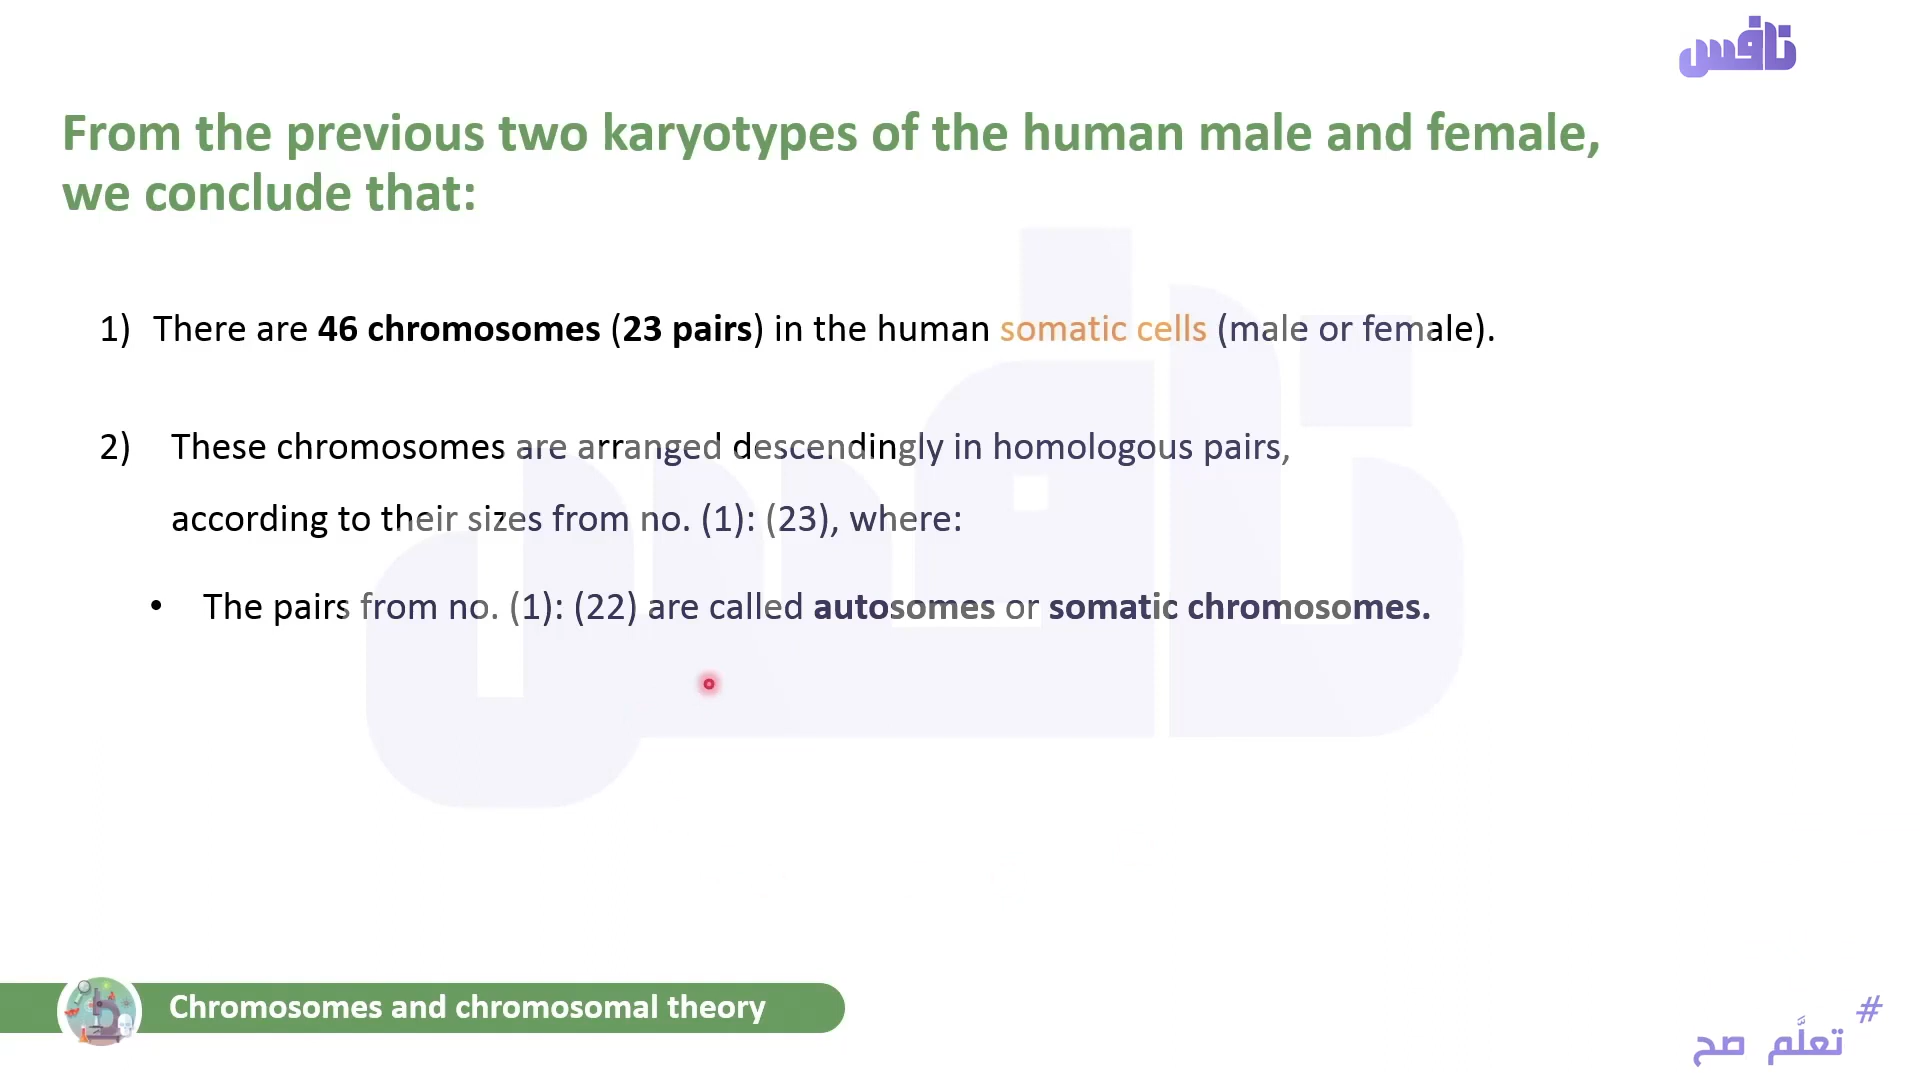 نافس
From the previous two karyotypes of the human male and female,
we conclude that:
1) There are 46 chromosomes (23 pairs) in the human somatic cells (male or female).
2) These chromosomes are arranged descendingly in homologous pairs,
according to their sizes from no. (1): (23), where:
• The pairs from no. (1): (22) are called autosomes or somatic chromosomes.
Chromosomes and chromosomal theory
#
تعلَّم صح